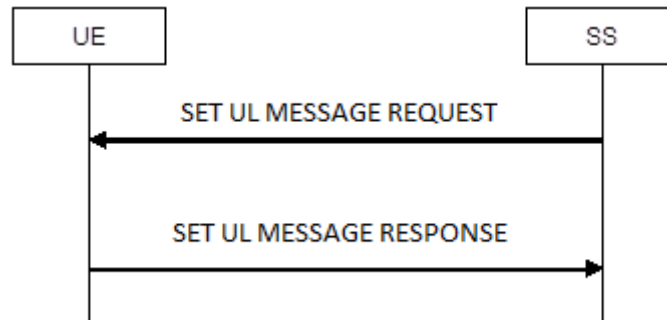 UE
SS
SET UL MESSAGE REQUEST
SET UL MESSAGE RESPONSE